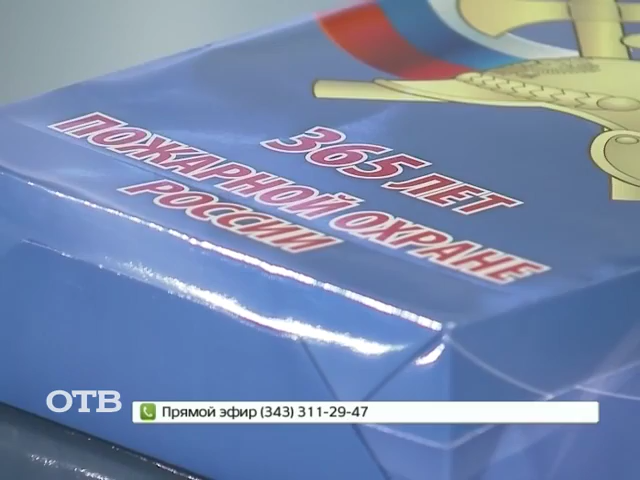 365 ЛЕТ
ПОЖАРНОЙ ОХРАНЕ
РОССИИ
ОТВ
Прямой эфир (343) 311-29-47